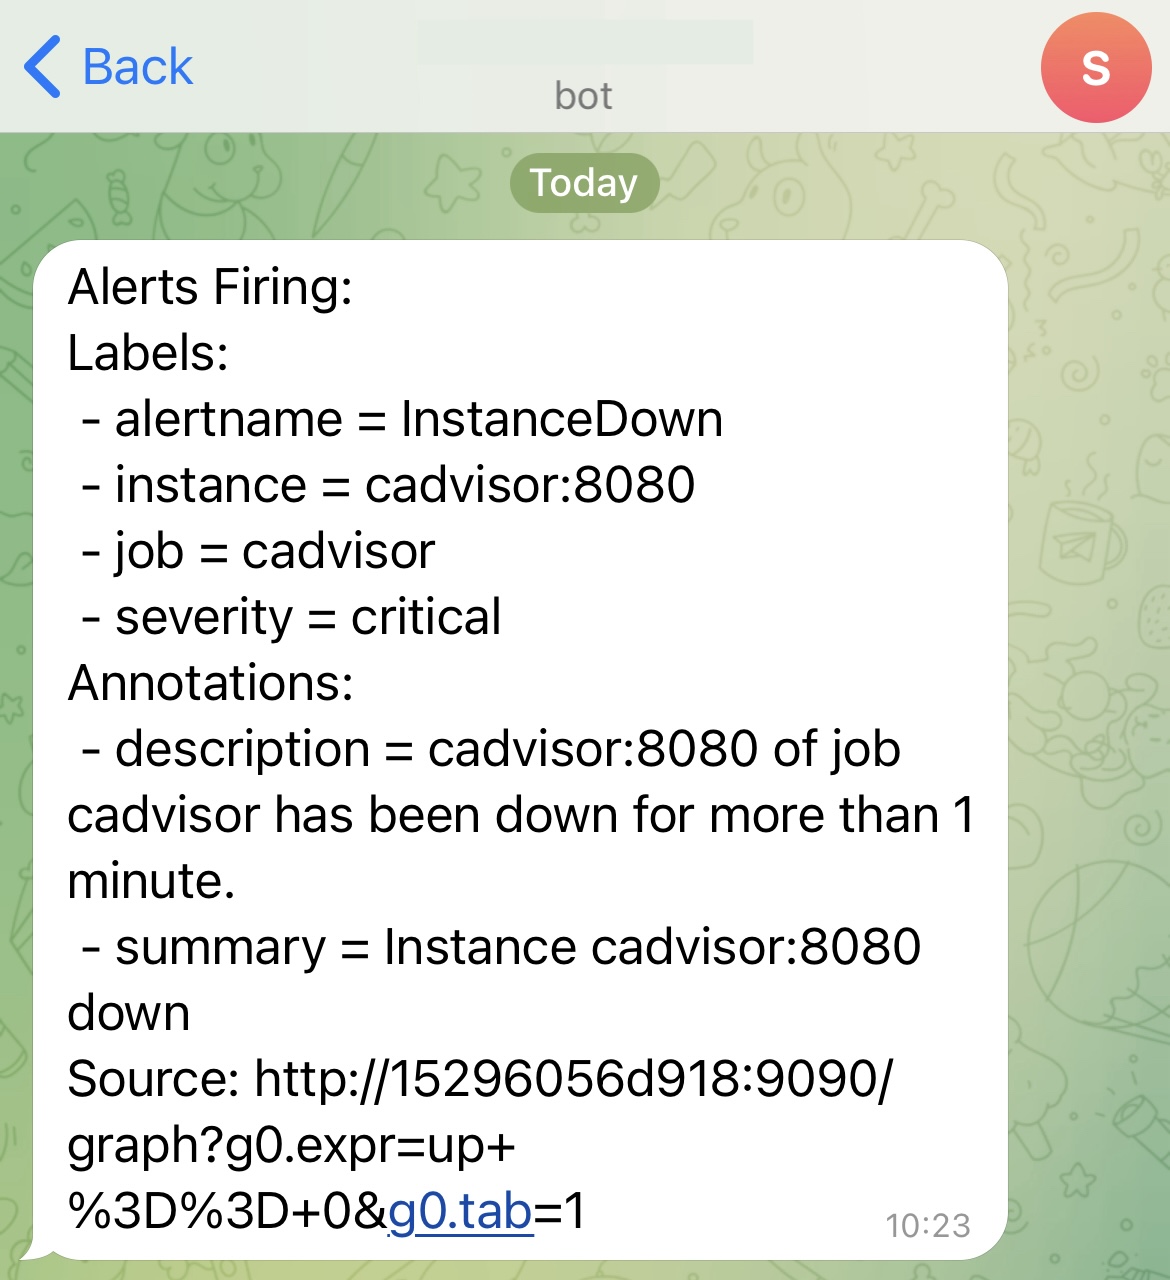 Back
bot
S
Today
Alerts Firing:
Labels:
- alertname = InstanceDown
- instance = cadvisor:8080
- job = cadvisor
- severity = critical
Annotations:
- description = cadvisor:8080 of job
cadvisor has been down for more than 1
minute.
- summary = Instance cadvisor:8080
down
Source: http://15296056d918:9090/
graph?g0.expr=up+
%3D%3D+0&g0.tab=1
10:23